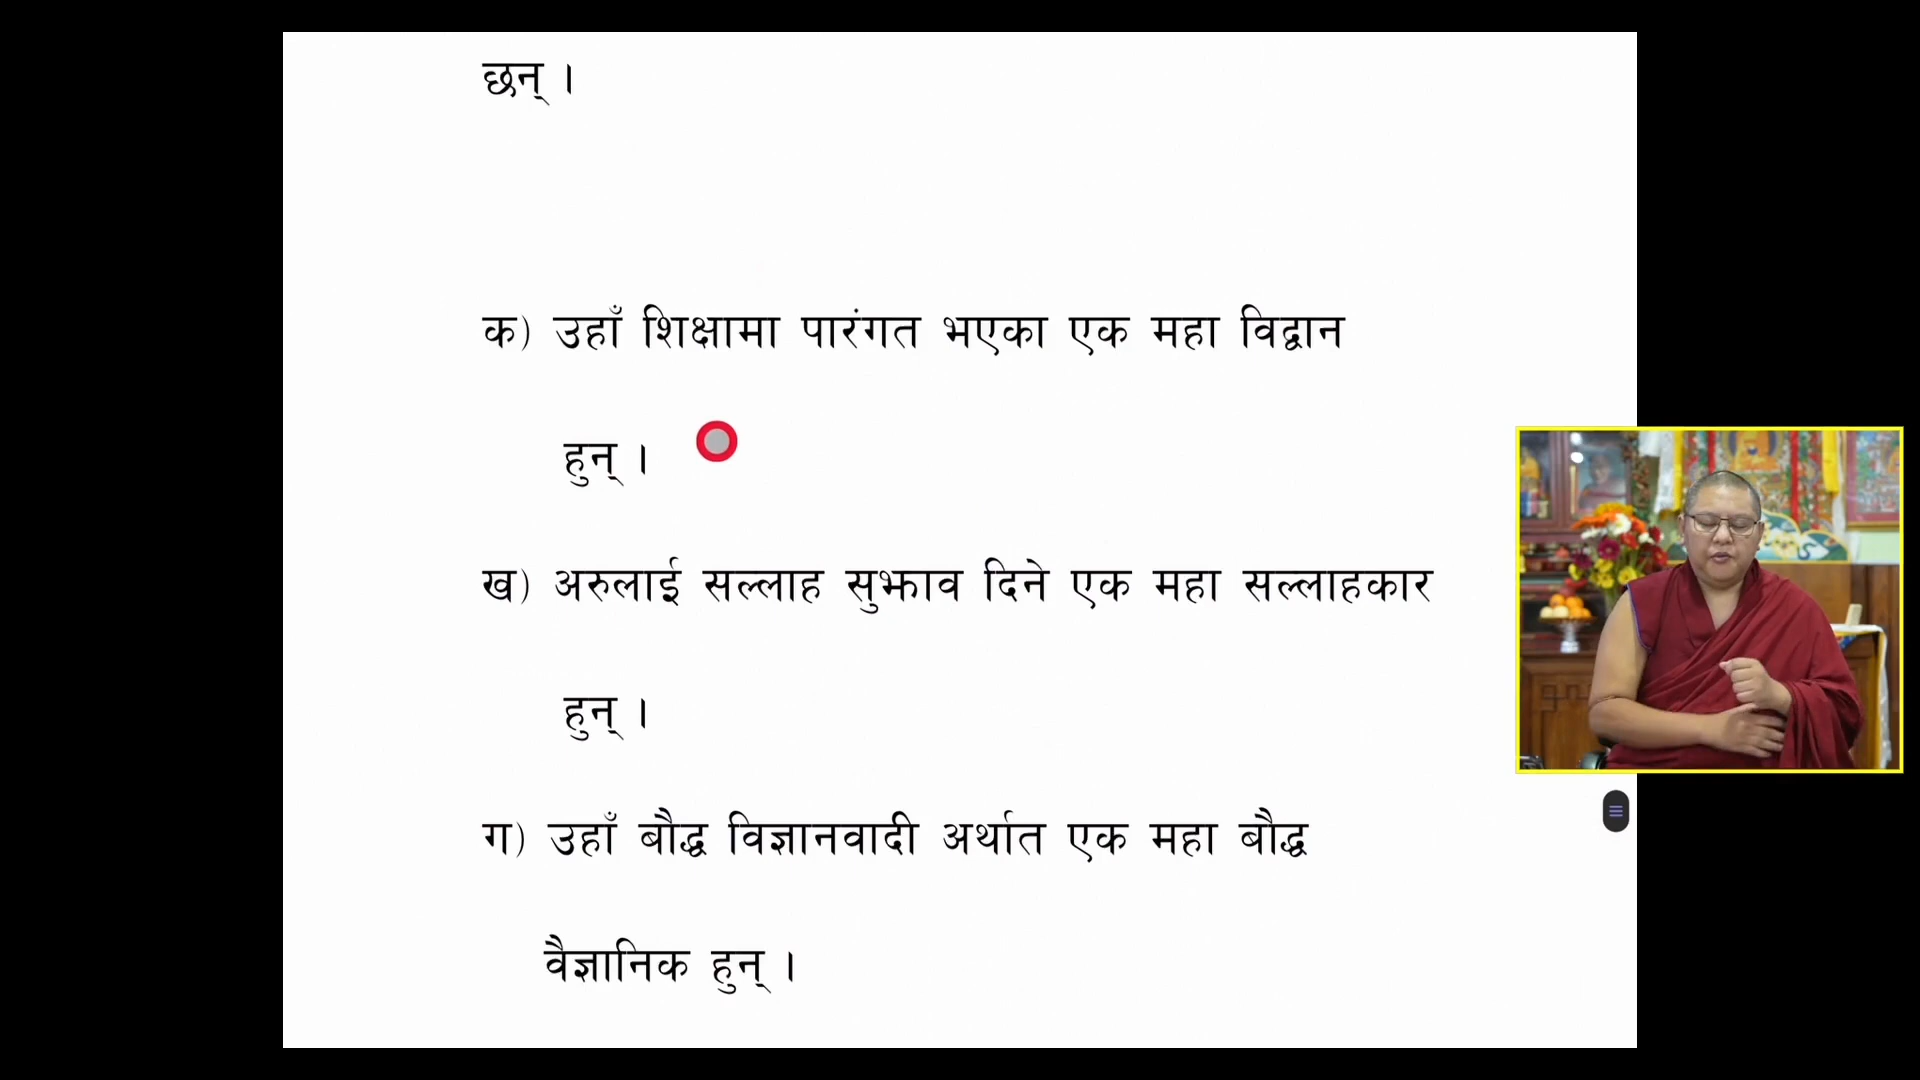 छन् ।
क) उहाँ शिक्षामा पारंगत भएका एक महा विद्वान
हुन् ।
ख) अरुलाई सल्लाह सुझाव दिने एक महा सल्लाहकार
हुन् ।
ग) उहाँ बौद्ध विज्ञानवादी अर्थात एक महा बौद्ध
वैज्ञानिक हुन् ।